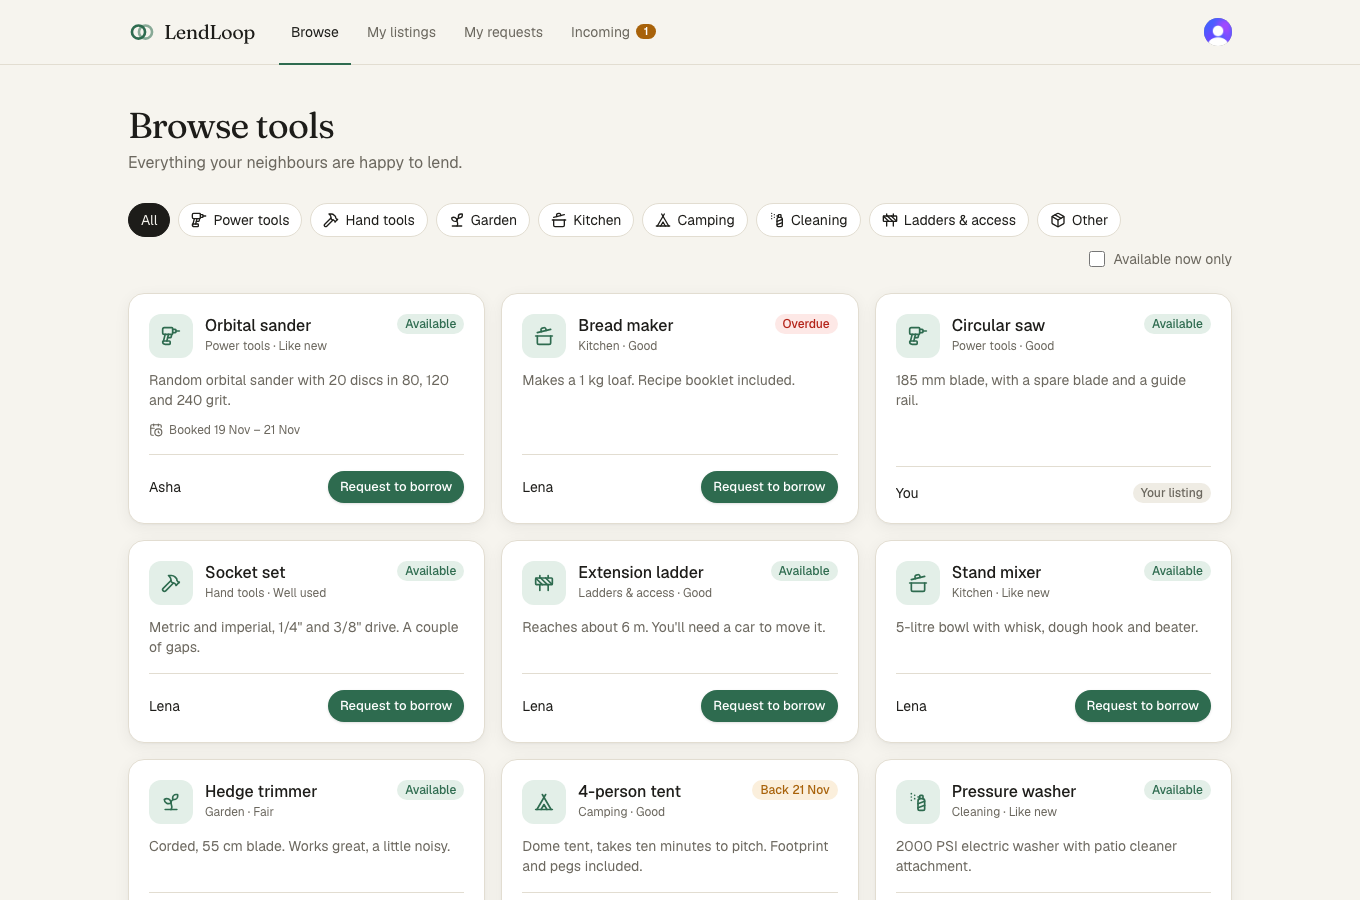 LendLoop
Browse
My listings
My requests
Incoming 1
Browse tools
Everything your neighbours are happy to lend.
All
Power tools
Hand tools
Garden
Kitchen
Camping
Cleaning
Ladders & access
Other
Available now only
Orbital sander
Available
Power tools · Like new
Random orbital sander with 20 discs in 80, 120
and 240 grit.
Booked 19 Nov – 21 Nov
Asha
Request to borrow
Bread maker
Overdue
Kitchen · Good
Makes a 1 kg loaf. Recipe booklet included.
Lena
Request to borrow
Circular saw
Available
Power tools · Good
185 mm blade, with a spare blade and a guide
rail.
You
Your listing
Socket set
Available
Hand tools · Well used
Metric and imperial, 1/4" and 3/8" drive. A couple
of gaps.
Lena
Request to borrow
Extension ladder
Available
Ladders & access · Good
Reaches about 6 m. You'll need a car to move it.
Lena
Request to borrow
Stand mixer
Available
Kitchen · Like new
5-litre bowl with whisk, dough hook and beater.
Lena
Request to borrow
Hedge trimmer
Available
Garden · Fair
Corded, 55 cm blade. Works great, a little noisy.
4-person tent
Back 21 Nov
Camping · Good
Dome tent, takes ten minutes to pitch. Footprint
and pegs included.
Pressure washer
Available
Cleaning · Like new
2000 PSI electric washer with patio cleaner
attachment.